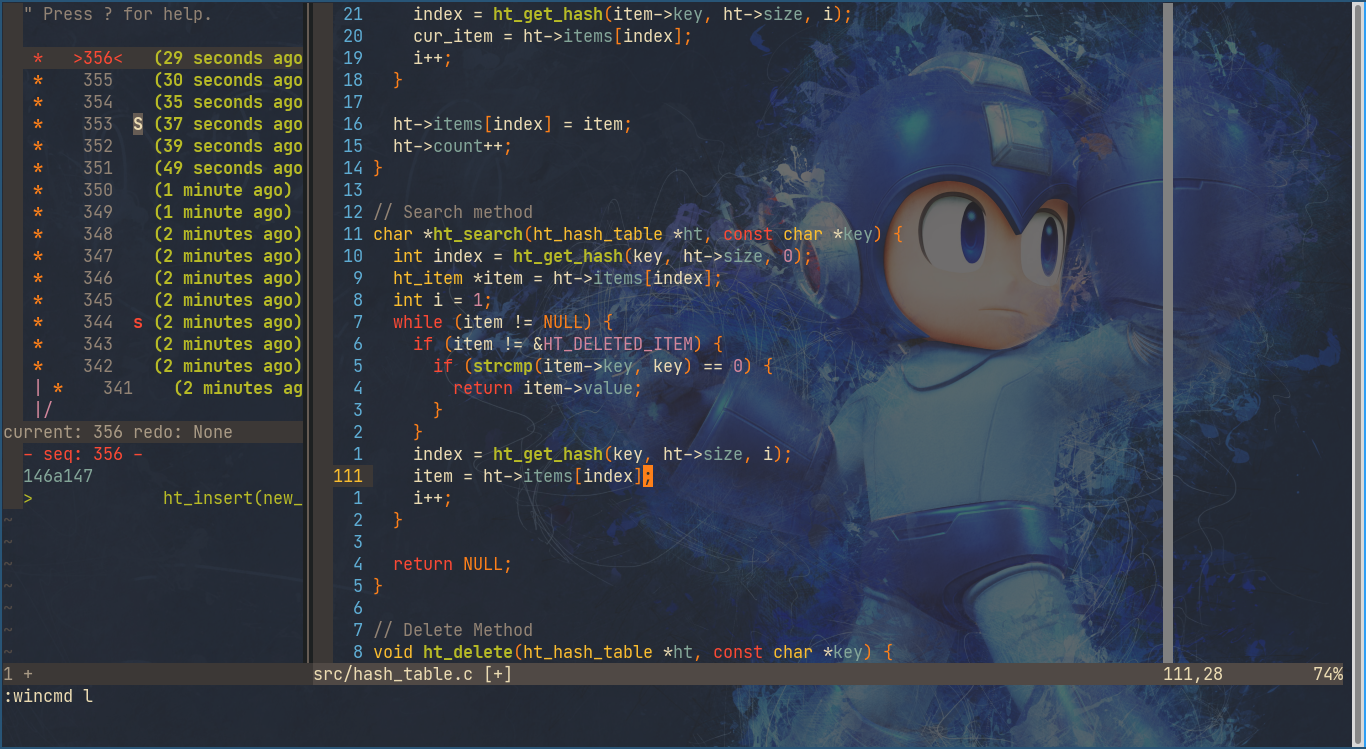 " Press ? for help.
* >356< (29 seconds ago
* 355 (30 seconds ago
* 354 (35 seconds ago
* 353 S (37 seconds ago
* 352 (39 seconds ago
* 351 (49 seconds ago
* 350 (1 minute ago)
* 349 (1 minute ago)
* 348 (2 minutes ago)
* 347 (2 minutes ago)
* 346 (2 minutes ago)
* 345 (2 minutes ago)
* 344 s (2 minutes ago)
* 343 (2 minutes ago)
* 342 (2 minutes ago)
| * 341 (2 minutes ag
|/
current: 356 redo: None
- seq: 356 -
146a147
> ht_insert(new_
~
~
~
~
~
~
~
1 +
21 index = ht_get_hash(item->key, ht->size, i);
20 cur_item = ht->items[index];
19 i++;
18 }
17
16 ht->items[index] = item;
15 ht->count++;
14 }
13
12 // Search method
11 char *ht_search(ht_hash_table *ht, const char *key) {
10 int index = ht_get_hash(key, ht->size, 0);
9 ht_item *item = ht->items[index];
8 int i = 1;
7 while (item != NULL) {
6 if (item != &HT_DELETED_ITEM) {
5 if (strcmp(item->key, key) == 0) {
4 return item->value;
3 }
2 }
1 index = ht_get_hash(key, ht->size, i);
111 item = ht->items[index];
1 i++;
2 }
3
4 return NULL;
5 }
6
7 // Delete Method
8 void ht_delete(ht_hash_table *ht, const char *key) {
src/hash_table.c [+] 111,28 74%
:wincmd l